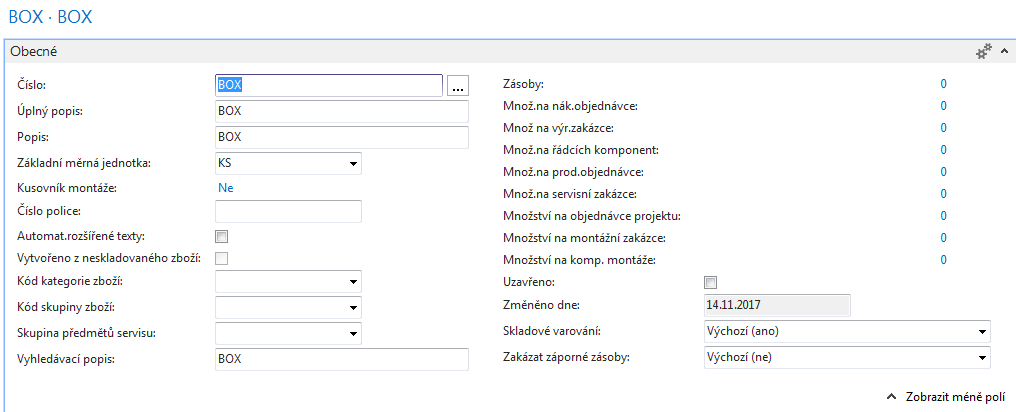 BOX · BOX
Obecné
Číslo: BOX ...
Úplný popis: BOX
Popis: BOX
Základní měrná jednotka: KS
Kusovník montáže: Ne
Číslo police:
Automat.rozšířené texty:
Vytvořeno z neskladovaného zboží:
Kód kategorie zboží:
Kód skupiny zboží:
Skupina předmětů servisu:
Vyhledávací popis: BOX
Zásoby: 0
Množ.na nák.objednávce: 0
Množ na výr.zakázce: 0
Množ.na řádcích komponent: 0
Množ.na prod.objednávce: 0
Množ.na servisní zakázce: 0
Množství na objednávce projektu: 0
Množství na montážní zakázce: 0
Množství na komp. montáže: 0
Uzavřeno:
Změněno dne: 14.11.2017
Skladové varování: Výchozí (ano)
Zakázat záporné zásoby: Výchozí (ne)
Zobrazit méně polí